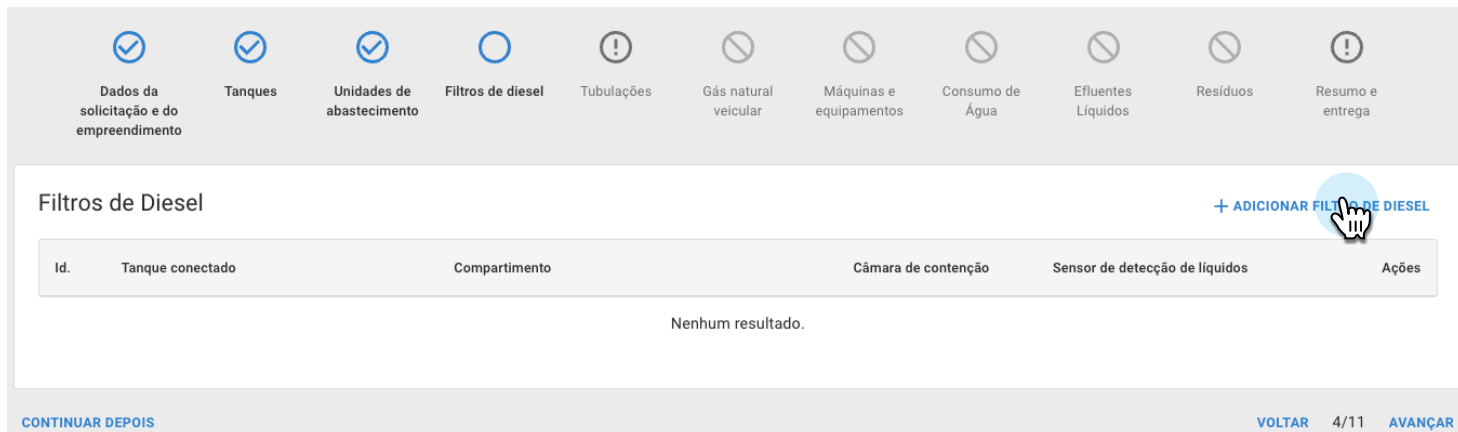 Dados da
solicitação e do
empreendimento
Tanques
Unidades de
abastecimento
Filtros de diesel
Tubulações
Gás natural
veicular
Máquinas e
equipamentos
Consumo de
Água
Efluentes
Líquidos
Resíduos
Resumo e
entrega
Filtros de Diesel
+ ADICIONAR FILTRO DE DIESEL
Id. Tanque conectado Compartimento Câmara de contenção Sensor de detecção de líquidos Ações
Nenhum resultado.
CONTINUAR DEPOIS VOLTAR 4/11 AVANÇAR